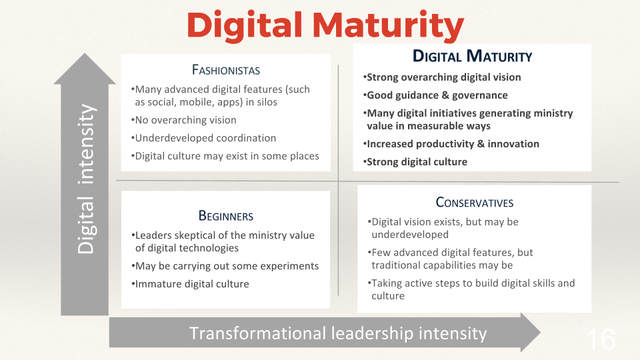 Digital Maturity
Digital intensity
FASHIONISTAS
•Many advanced digital features (such
as social, mobile, apps) in silos
•No overarching vision
•Underdeveloped coordination
•Digital culture may exist in some places
DIGITAL MATURITY
•Strong overarching digital vision
•Good guidance & governance
•Many digital initiatives generating ministry
value in measurable ways
•Increased productivity & innovation
•Strong digital culture
BEGINNERS
•Leaders skeptical of the ministry value
of digital technologies
•May be carrying out some experiments
•Immature digital culture
CONSERVATIVES
•Digital vision exists, but may be
underdeveloped
•Few advanced digital features, but
traditional capabilities may be
•Taking active steps to build digital skills and
culture
Transformational leadership intensity
16